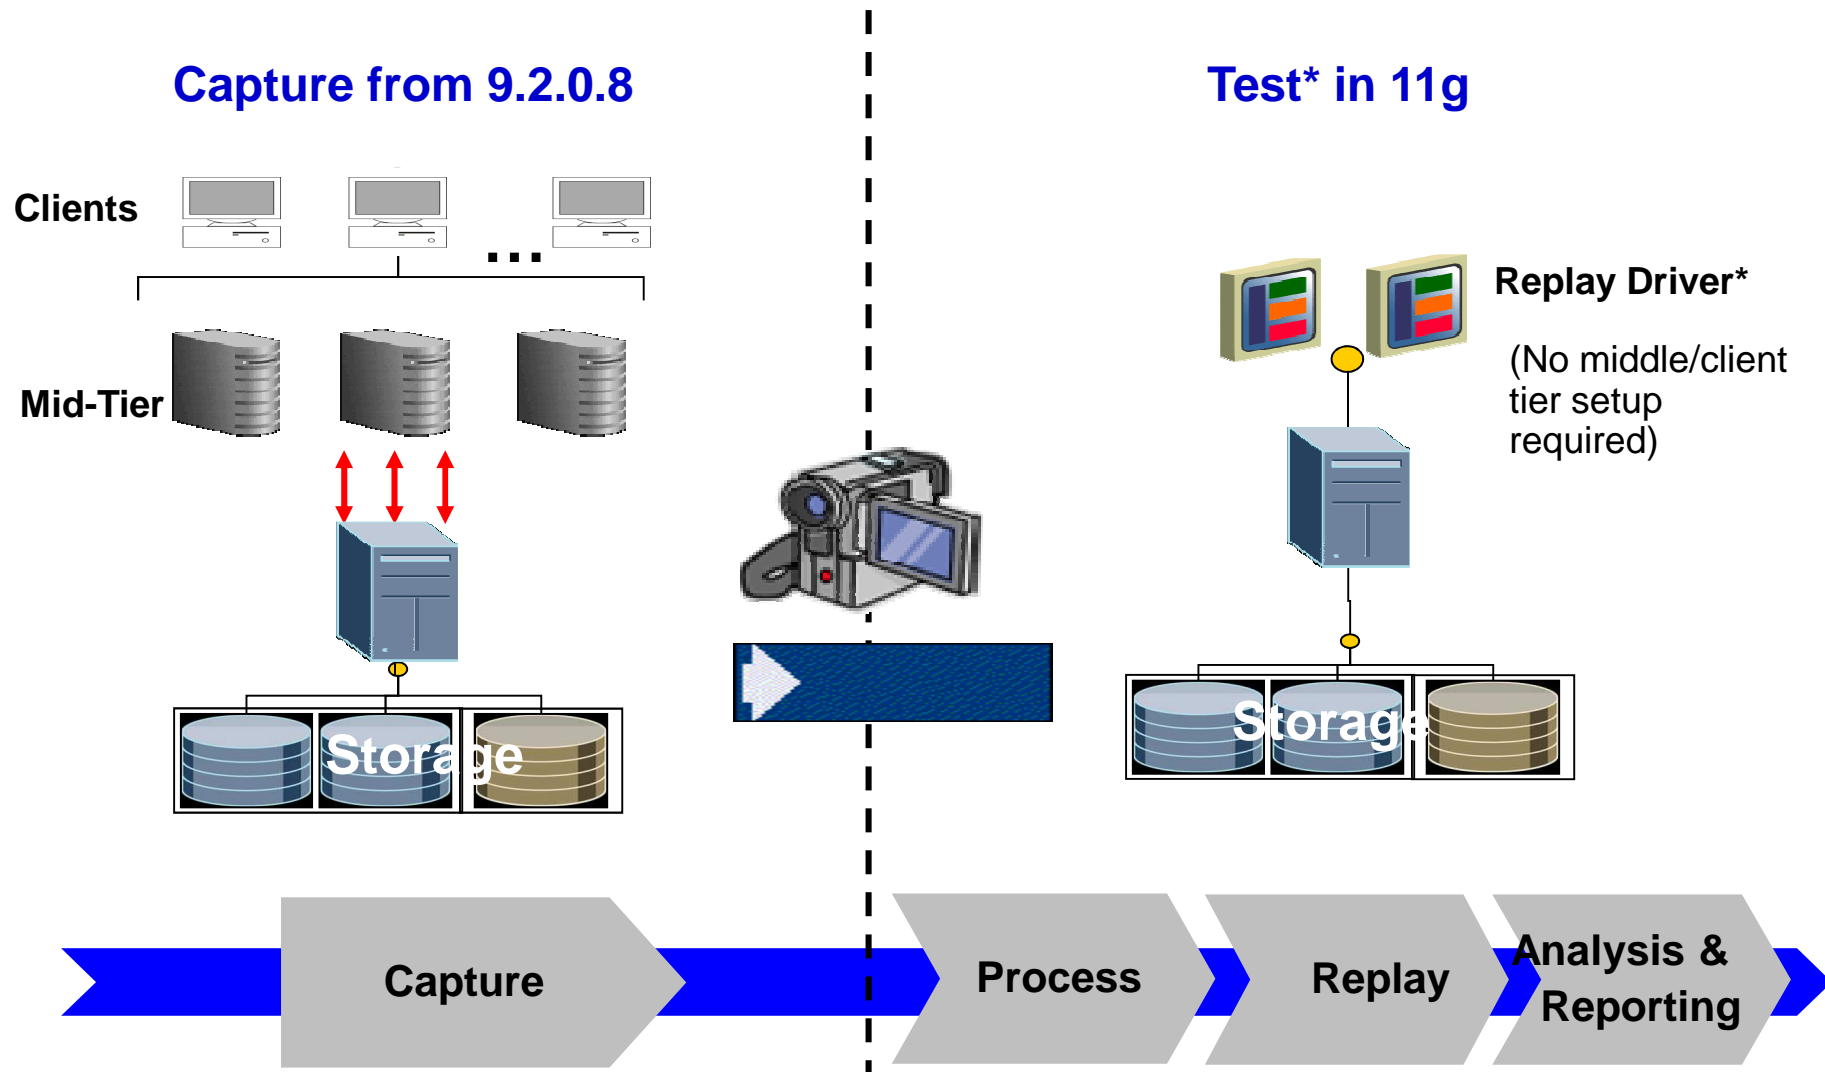 Capture from 9.2.0.8
Test* in 11g
Clients
...
Mid-Tier
Replay Driver*
(No middle/client
tier setup
required)
Storage
Storage
Capture
Process
Replay
Analysis &
Reporting